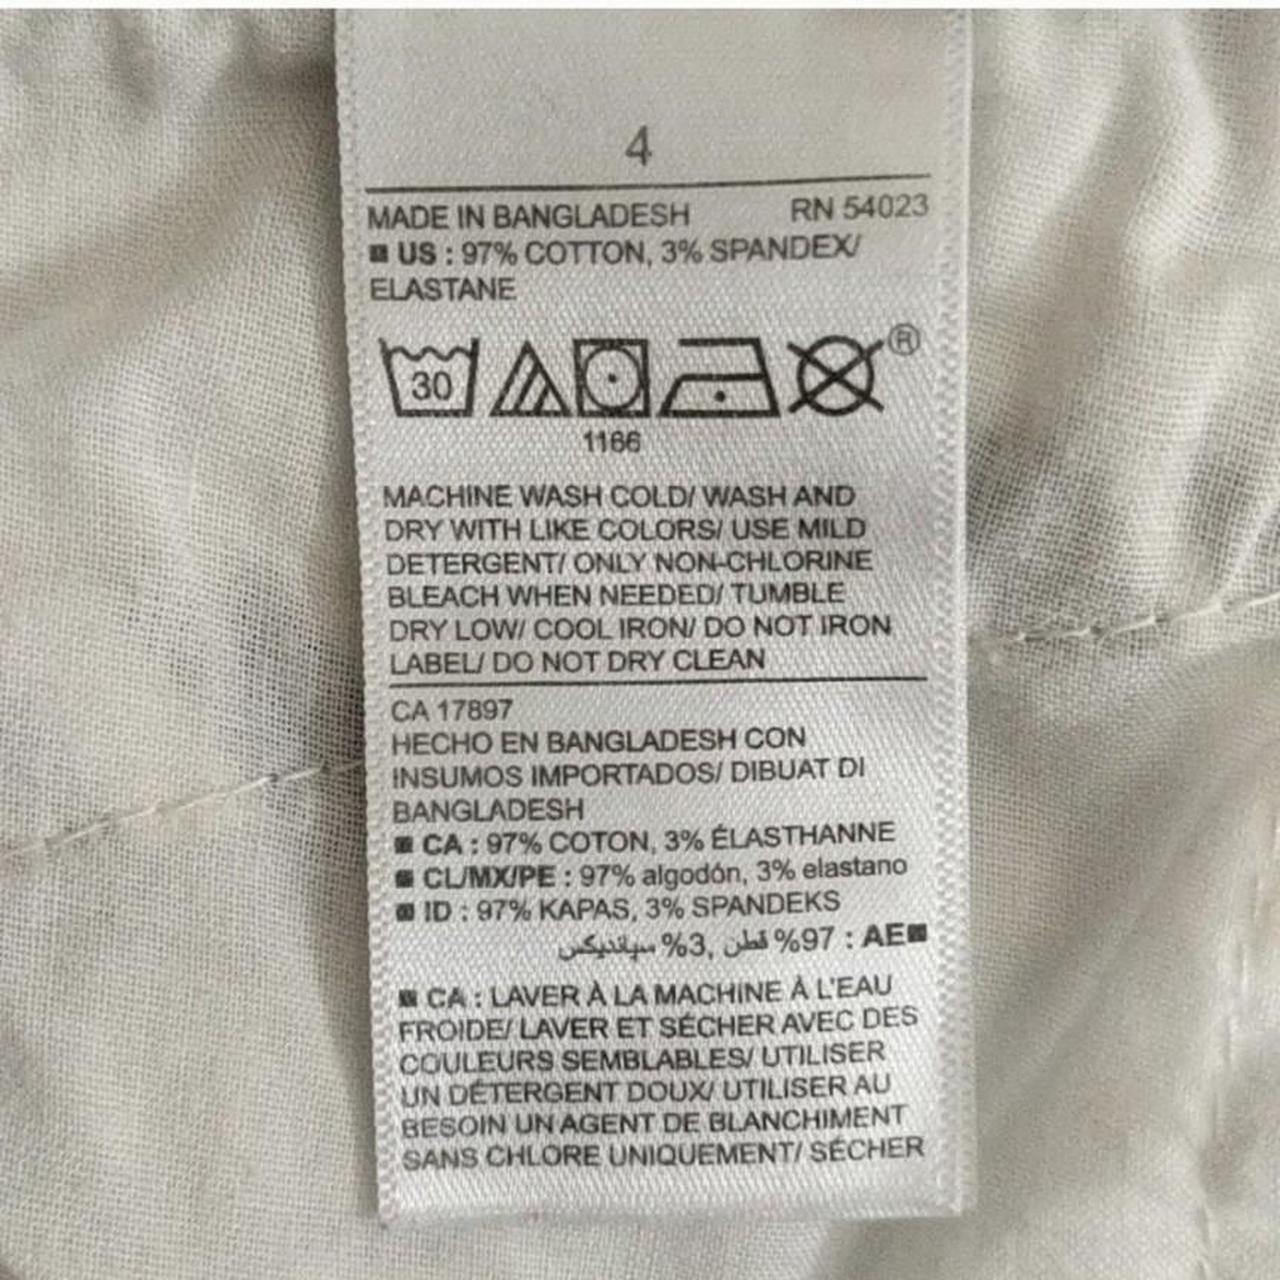 4
MADE IN BANGLADESH RN 54023
US : 97% COTTON, 3% SPANDEX/
ELASTANE
30
®
1166
MACHINE WASH COLD/ WASH AND
DRY WITH LIKE COLORS/ USE MILD
DETERGENT/ ONLY NON-CHLORINE
BLEACH WHEN NEEDED/ TUMBLE
DRY LOW/ COOL IRON/ DO NOT IRON
LABEL/ DO NOT DRY CLEAN
CA 17897
HECHO EN BANGLADESH CON
INSUMOS IMPORTADOS/ DIBUAT DI
BANGLADESH
CA : 97% COTON, 3% ÉLASTHANNE
CL/MX/PE : 97% algodón, 3% elastano
ID : 97% KAPAS, 3% SPANDEKS
AE : 97% قطن ,3% سپانديكس
CA : LAVER À LA MACHINE À L'EAU
FROIDE/ LAVER ET SÉCHER AVEC DES
COULEURS SEMBLABLES/ UTILISER
UN DÉTERGENT DOUX/ UTILISER AU
BESOIN UN AGENT DE BLANCHIMENT
SANS CHLORE UNIQUEMENT/ SÉCHER